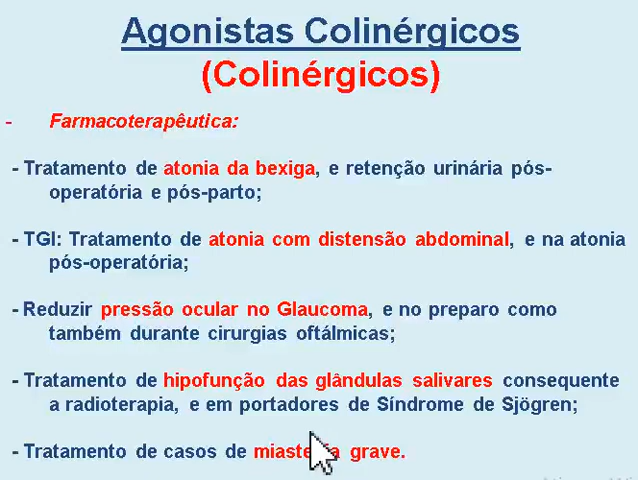 Agonistas Colinérgicos
(Colinérgicos)
- Farmacoterapêutica:
- Tratamento de atonia da bexiga, e retenção urinária pós-
operatória e pós-parto;
- TGI: Tratamento de atonia com distensão abdominal, e na atonia
pós-operatória;
- Reduzir pressão ocular no Glaucoma, e no preparo como
também durante cirurgias oftálmicas;
- Tratamento de hipofunção das glândulas salivares consequente
a radioterapia, e em portadores de Síndrome de Sjögren;
- Tratamento de casos de miastenia grave.